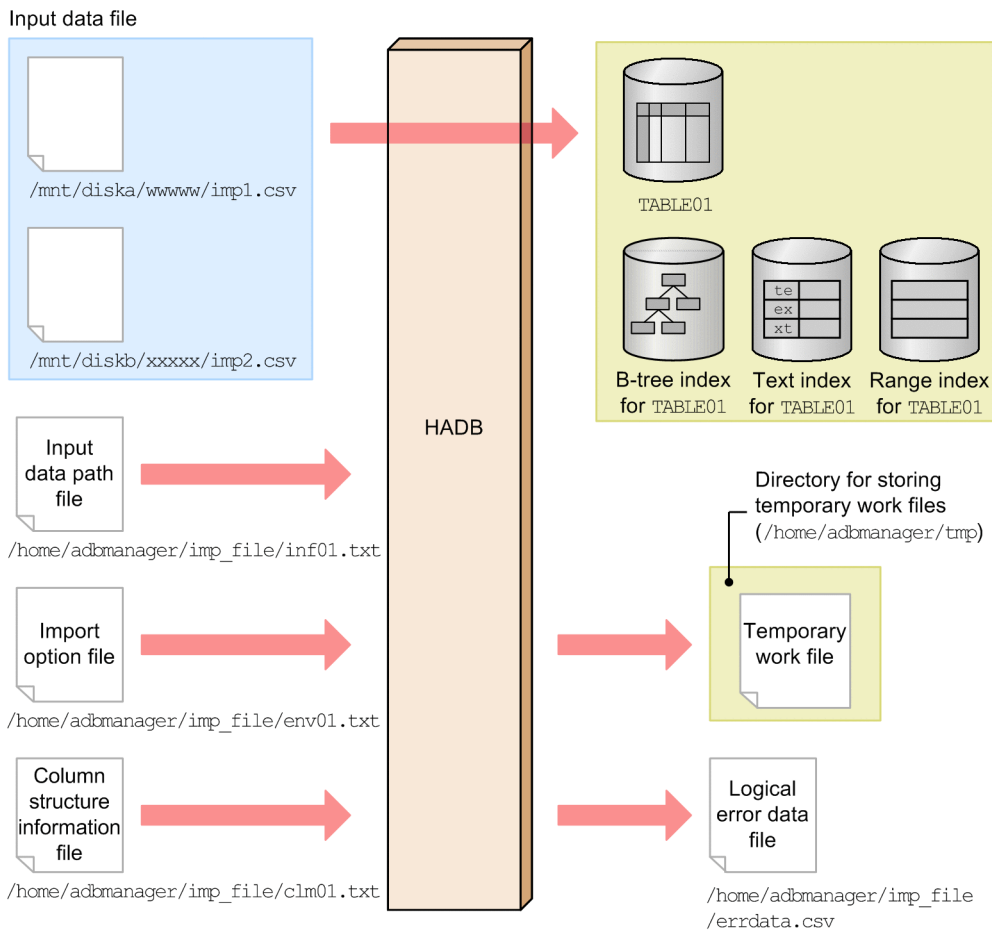 Input data file
/mnt/diska/wwwww/imp1.csv
/mnt/diskb/xxxxx/imp2.csv
TABLE01
te
ex
xt
B-tree index
for TABLE01
Text index
for TABLE01
Range index
for TABLE01
HADB
Input
data path
file
/home/adbmanager/imp_file/inf01.txt
Directory for storing
temporary work files
(/home/adbmanager/tmp)
Import
option file
/home/adbmanager/imp_file/env01.txt
Temporary
work file
Column
structure
information
file
/home/adbmanager/imp_file/clm01.txt
Logical
error data
file
/home/adbmanager/imp_file
/errdata.csv